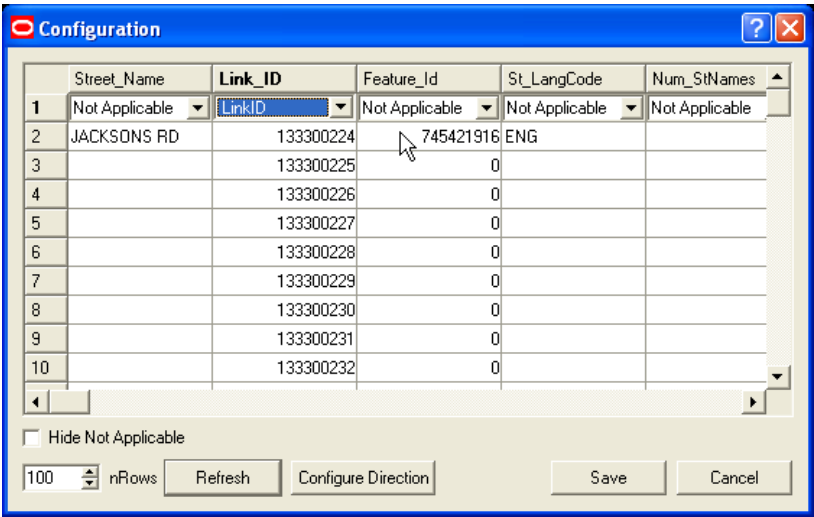 Configuration
Street_Name Link_ID Feature_Id St_LangCode Num_StNames
1 Not Applicable LinkID Not Applicable Not Applicable Not Applicable
2 JACKSONS RD 133300224 745421916 ENG
3 133300225 0
4 133300226 0
5 133300227 0
6 133300228 0
7 133300229 0
8 133300230 0
9 133300231 0
10 133300232 0
Hide Not Applicable
100 nRows Refresh Configure Direction Save Cancel